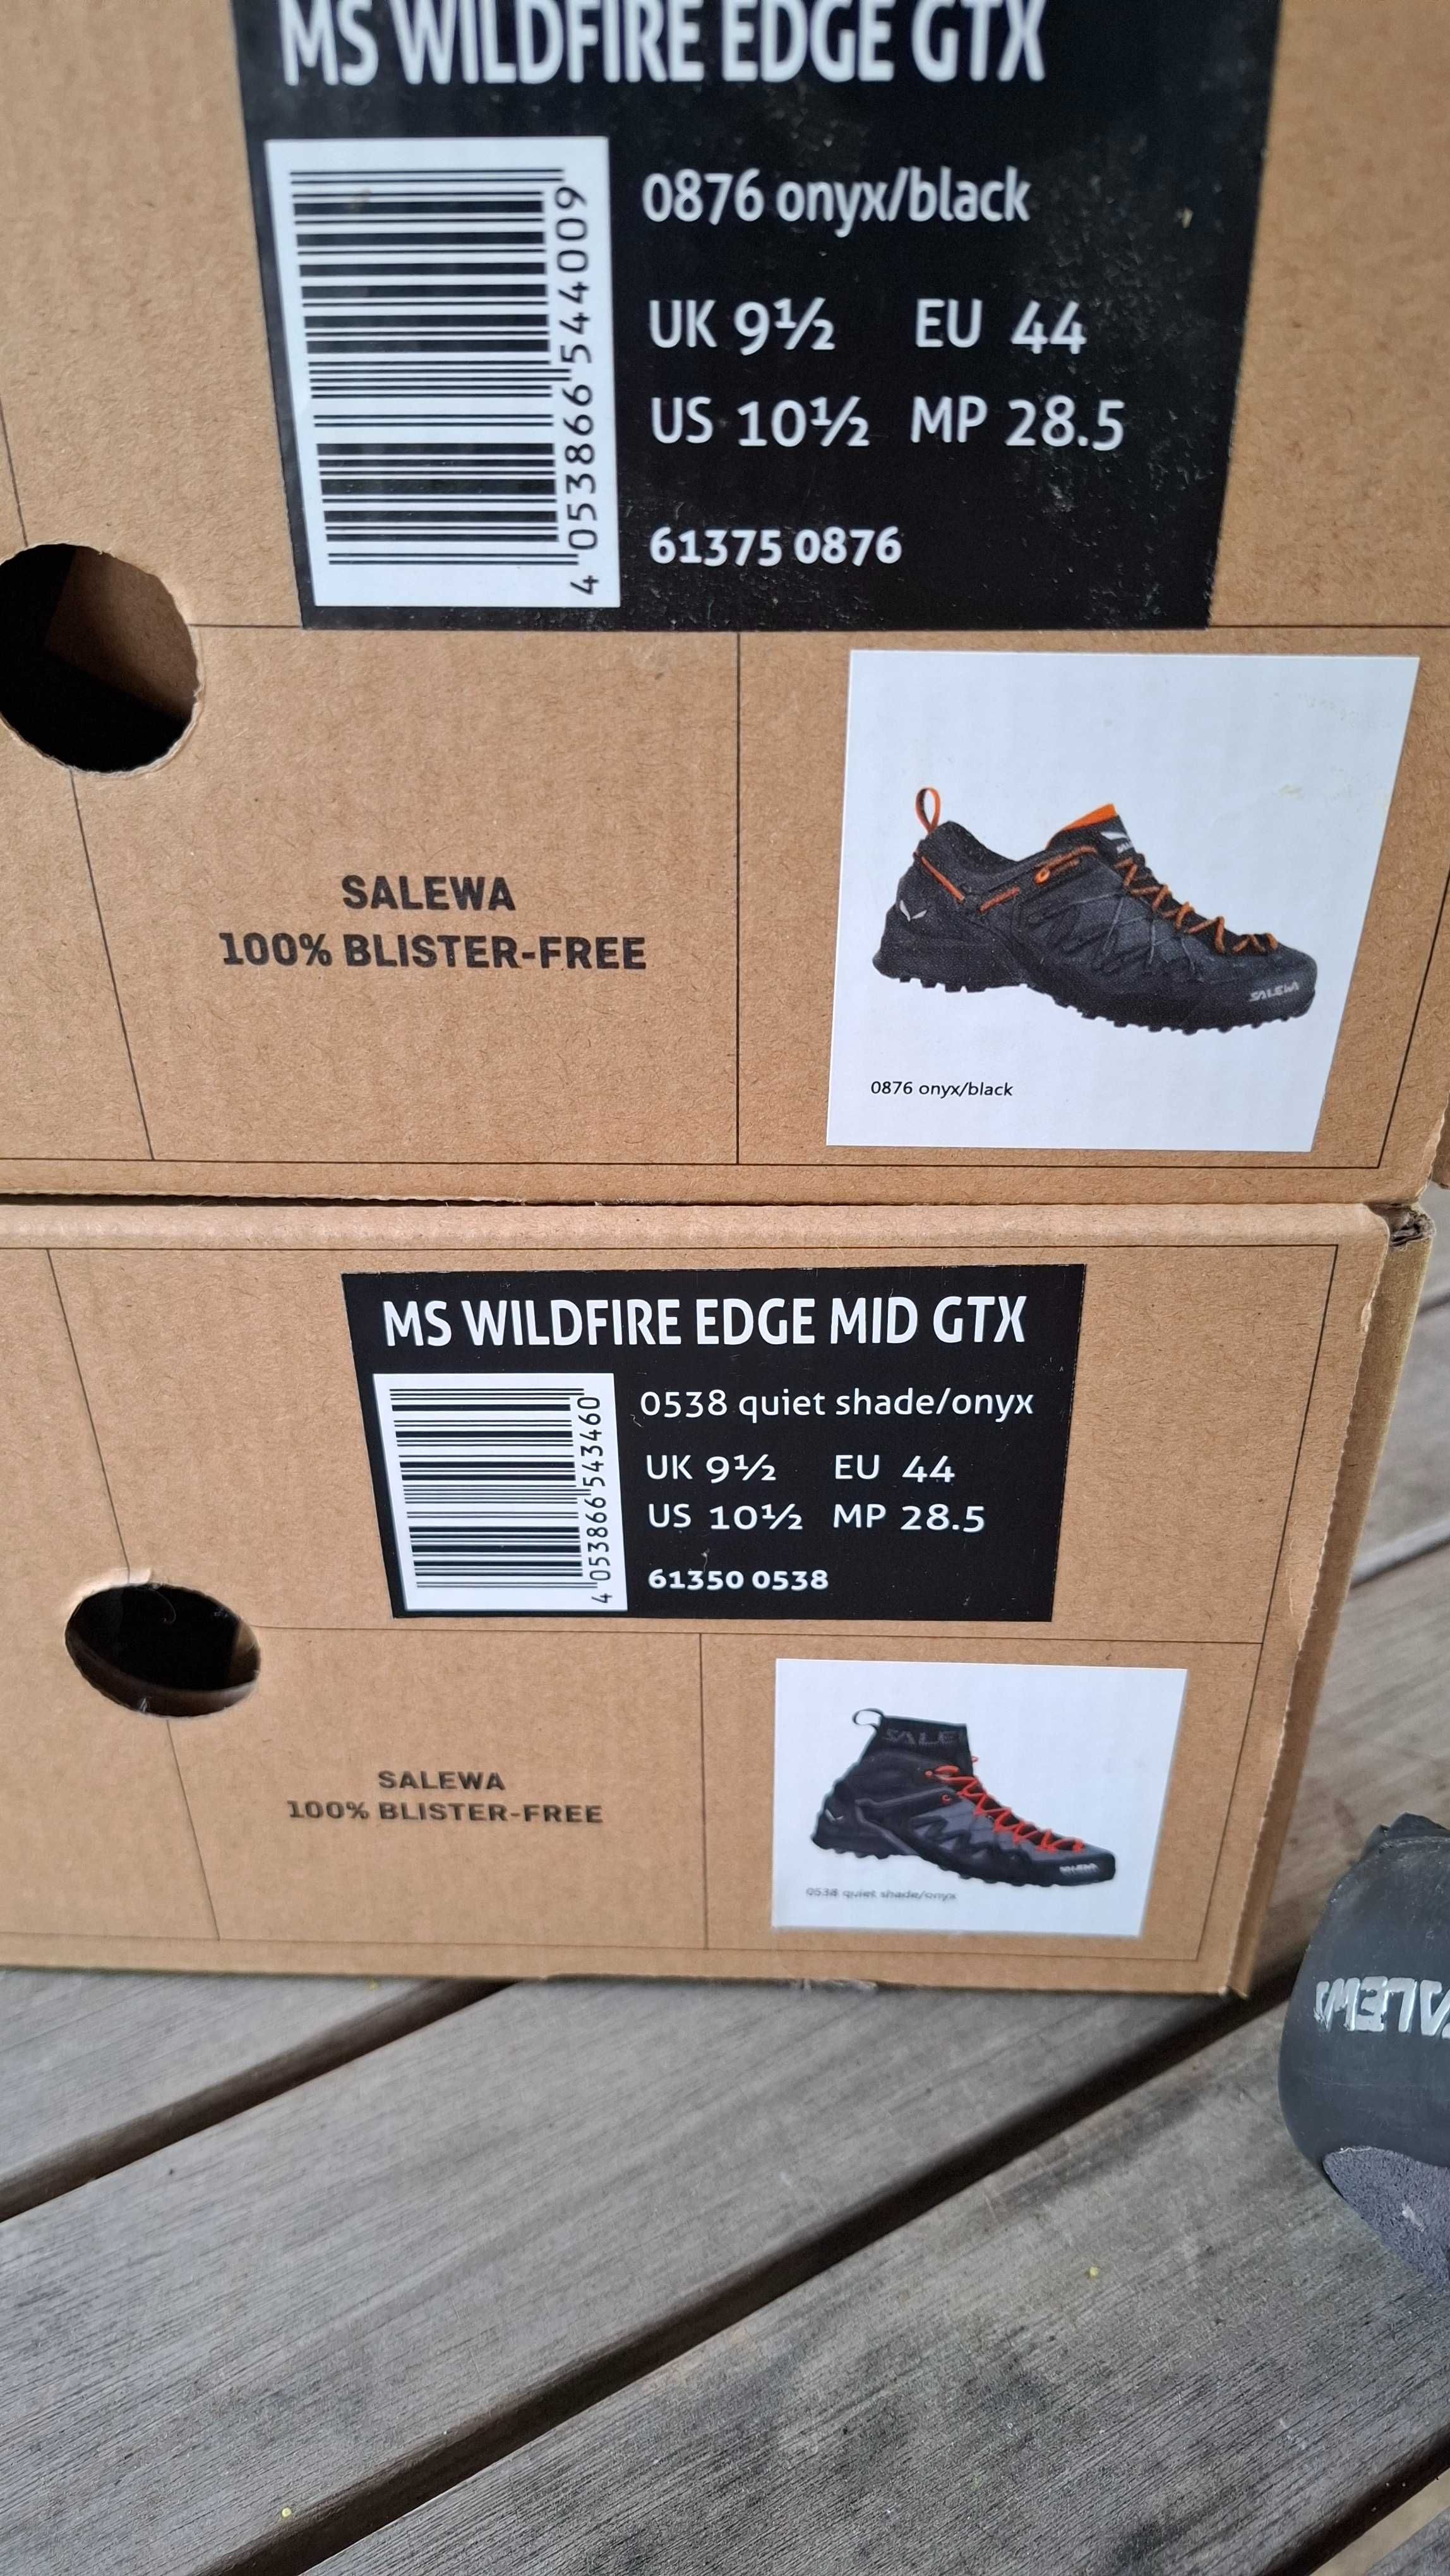 MS WILDFIRE EDGE GTX
0876 onyx/black
UK 9½ EU 44
US 10½ MP 28.5
61375 0876
4 053866 544009
SALEWA
100% BLISTER-FREE
SALEWA
0876 onyx/black
MS WILDFIRE EDGE MID GTX
0538 quiet shade/onyx
UK 9½ EU 44
US 10½ MP 28.5
61350 0538
4 053866 543460
SALEWA
100% BLISTER-FREE
SALE
SALEWA
0538 quiet shade/onyx